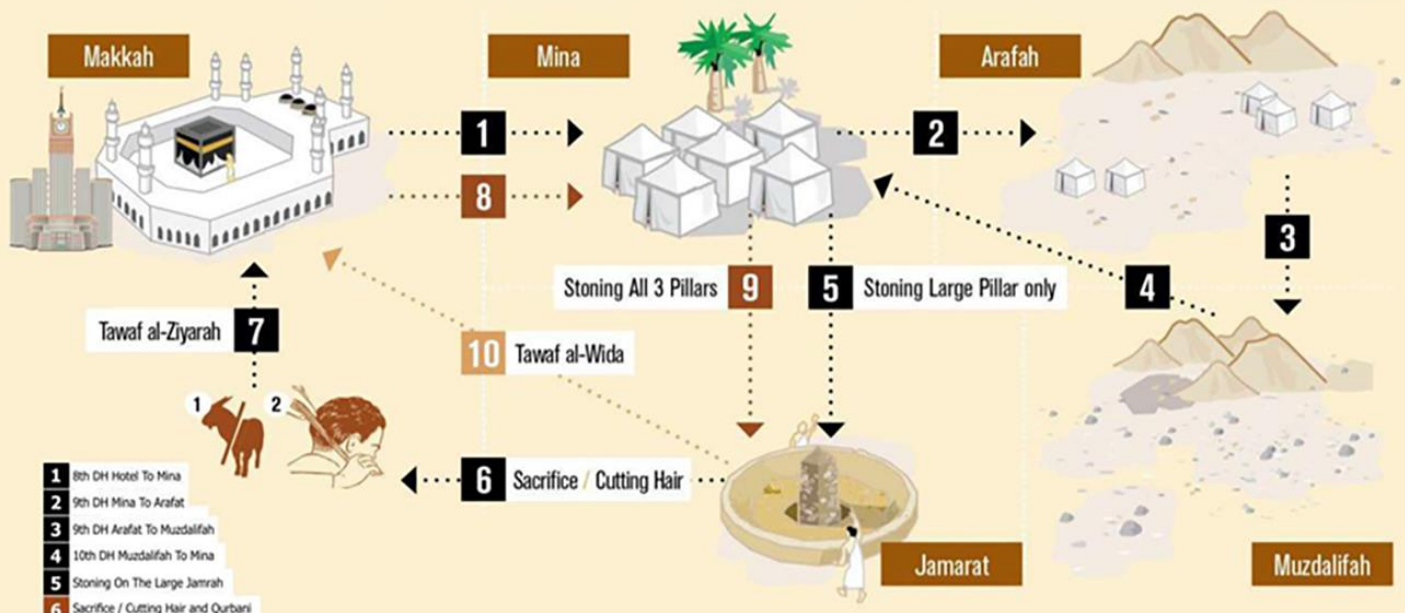 Makkah
Mina
Arafah
1
2
8
3
Stoning All 3 Pillars 9
5 Stoning Large Pillar only
4
Tawaf al-Ziyarah 7
10 Tawaf al-Wida
1
2
6 Sacrifice / Cutting Hair
Jamarat
Muzdalifah
1 8th DH Hotel To Mina
2 9th DH Mina To Arafat
3 9th DH Arafat To Muzdalifah
4 10th DH Muzdalifah To Mina
5 Stoning On The Large Jamrah
6 Sacrifice / Cutting Hair and Qurbani